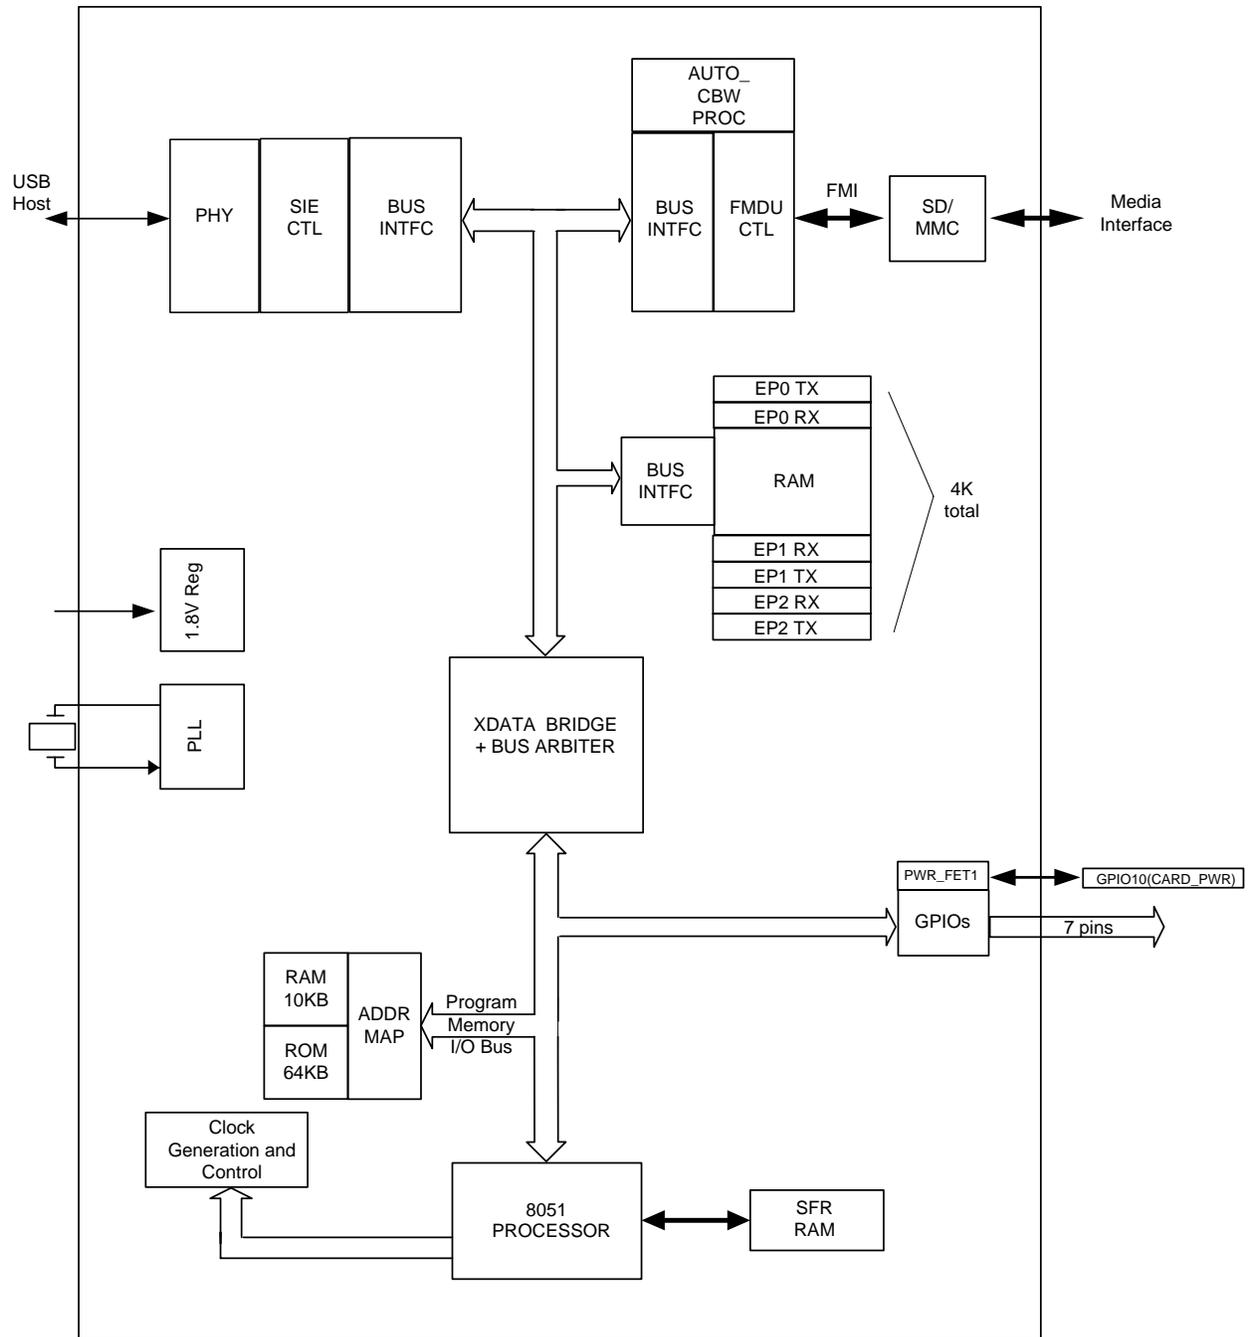 AUTO_
CBW
PROC
USB
Host
PHY
SIE
CTL
BUS
INTFC
BUS
INTFC
FMDU
CTL
FMI
SD/
MMC
Media
Interface
EP0 TX
EP0 RX
BUS
INTFC
RAM
4K
total
EP1 RX
EP1 TX
EP2 RX
EP2 TX
1.8V Reg
PLL
XDATA BRIDGE
+ BUS ARBITER
PWR_FET1
GPIO10(CARD_PWR)
GPIOs
7 pins
RAM
10KB
ROM
64KB
ADDR
MAP
Program
Memory
I/O Bus
Clock
Generation and
Control
8051
PROCESSOR
SFR
RAM